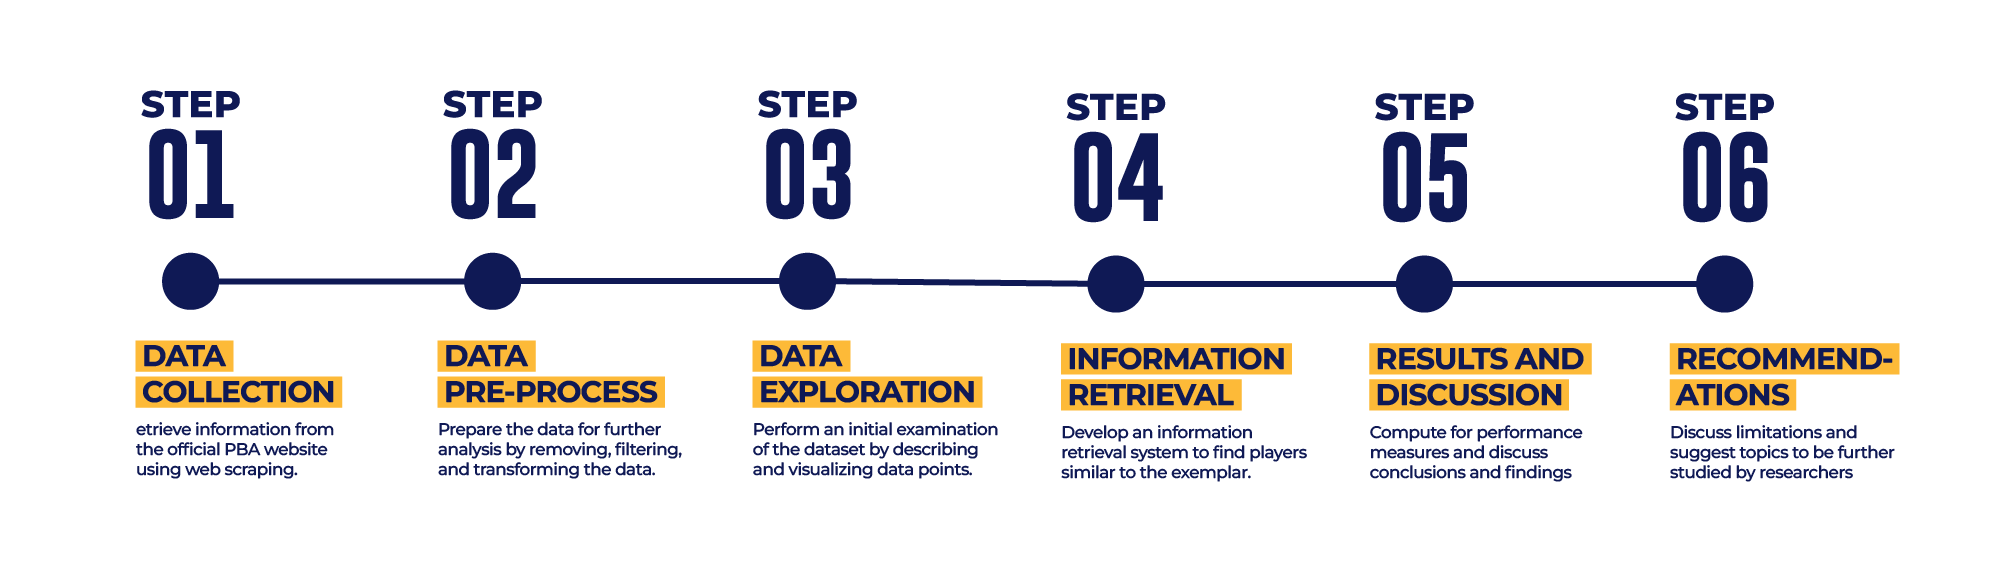 STEP
01
DATA
COLLECTION
etrieve information from
the official PBA website
using web scraping.
STEP
02
DATA
PRE-PROCESS
Prepare the data for further
analysis by removing, filtering,
and transforming the data.
STEP
03
DATA
EXPLORATION
Perform an initial examination
of the dataset by describing
and visualizing data points.
STEP
04
INFORMATION
RETRIEVAL
Develop an information
retrieval system to find players
similar to the exemplar.
STEP
05
RESULTS AND
DISCUSSION
Compute for performance
measures and discuss
conclusions and findings
STEP
06
RECOMMEND-
ATIONS
Discuss limitations and
suggest topics to be further
studied by researchers